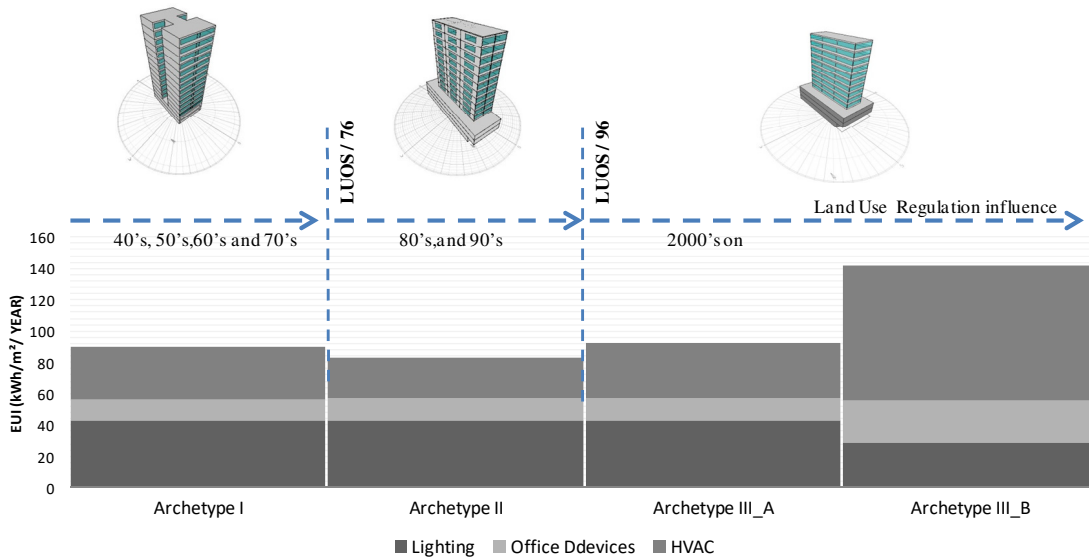 LUOS / 76
LUOS / 96
Land Use Regulation influence
40's, 50's,60's and 70's
80's,and 90's
2000's on
EUI (kWh/m²/ YEAR)
160
140
120
100
80
60
40
20
0
Archetype I
Archetype II
Archetype III_A
Archetype III_B
Lighting
Office Ddevices
HVAC